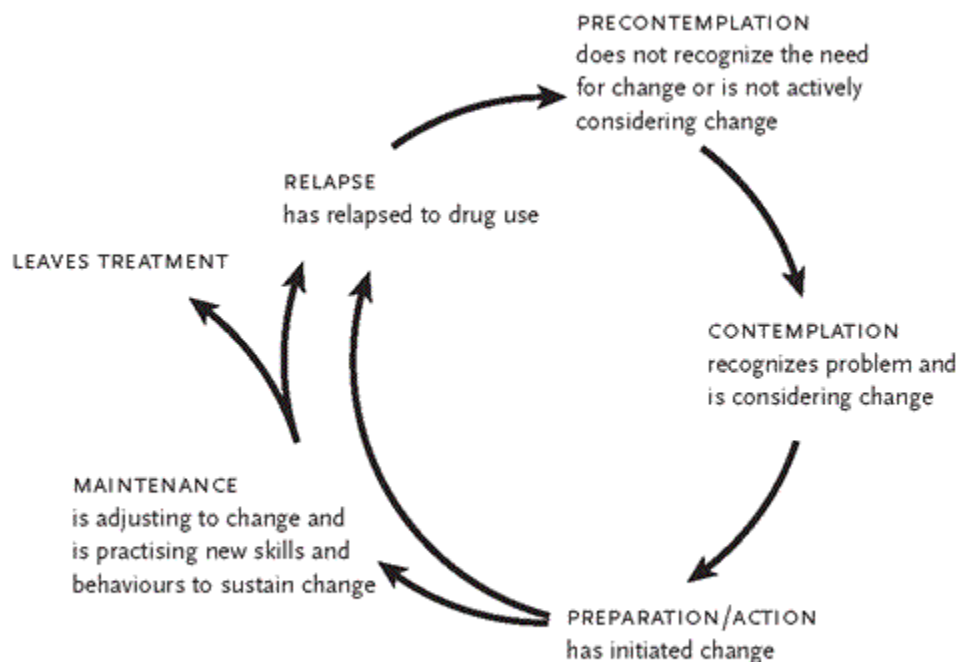 PRECONTEMPLATION
does not recognize the need
for change or is not actively
considering change
RELAPSE
has relapsed to drug use
LEAVES TREATMENT
CONTEMPLATION
recognizes problem and
is considering change
MAINTENANCE
is adjusting to change and
is practising new skills and
behaviours to sustain change
PREPARATION/ACTION
has initiated change